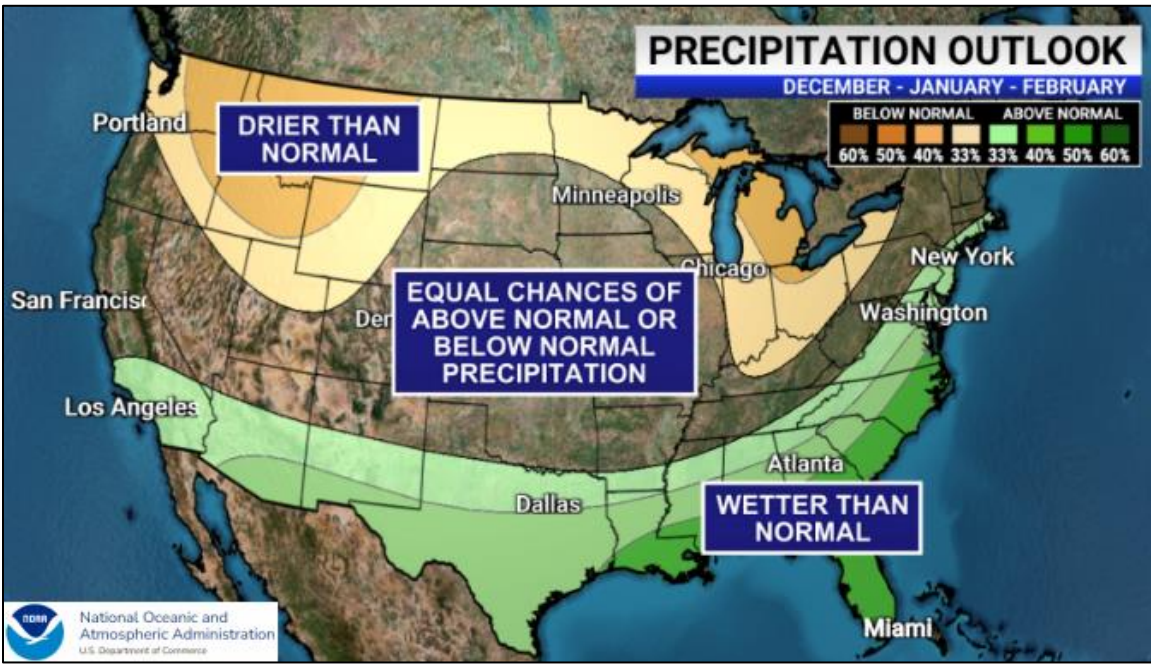 PRECIPITATION OUTLOOK
DECEMBER - JANUARY - FEBRUARY
BELOW NORMAL ABOVE NORMAL
60% 50% 40% 33% 33% 40% 50% 60%
Portland
DRIER THAN
NORMAL
Minneapolis
Chicago
New York
San Francisc
Den
EQUAL CHANCES OF
ABOVE NORMAL OR
BELOW NORMAL
PRECIPITATION
Washington
Los Angeles
Atlanta
Dallas
WETTER THAN
NORMAL
Miami
NOAA
National Oceanic and
Atmospheric Administration
U.S. Department of Commerce